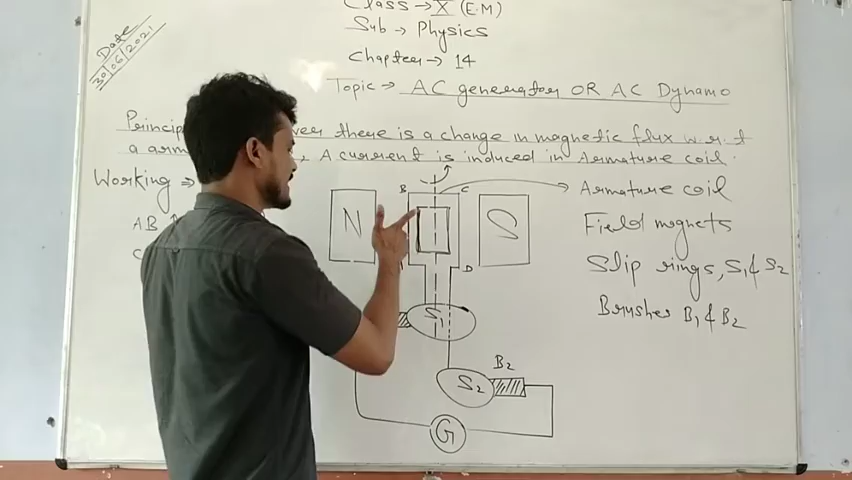 Class → X (E.M)
Date
30/06/2021
Sub → Physics
Chapter → 14
Topic → AC generator OR AC Dynamo
Princip ver there is a change in magnetic flux w.r.t
a arm , A current is induced in Armature coil.
Working →
AB ↑
B C
N S
D
→ Armature coil
Field magnets
Slip rings, S1 & S2
Brushes B1 & B2
S1
B2
S2
G